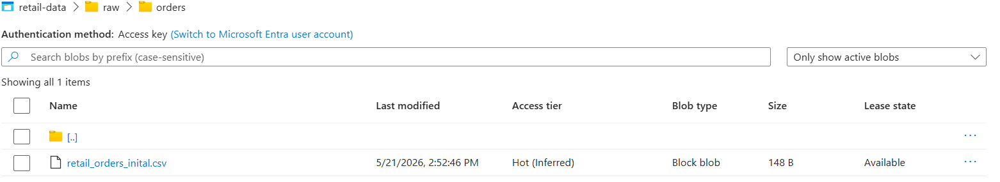 retail-data > raw > orders
Authentication method: Access key (Switch to Microsoft Entra user account)
Search blobs by prefix (case-sensitive) Only show active blobs
Showing all 1 items
Name Last modified Access tier Blob type Size Lease state
[..] ...
retail_orders_inital.csv 5/21/2026, 2:52:46 PM Hot (Inferred) Block blob 148 B Available ...